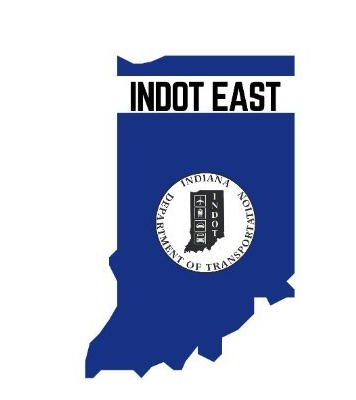 INDOT EAST
INDIANA
DEPARTMENT OF TRANSPORTATION
INDOT